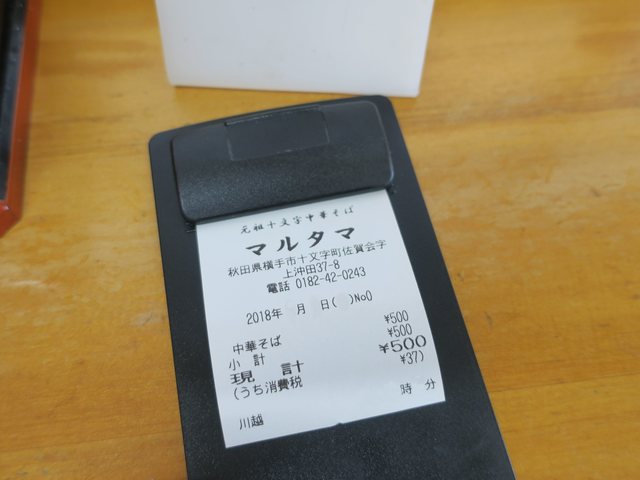 元祖十文字中華そば
マルタマ
秋田県横手市十文字町佐賀会字
上沖田37-8
電話 0182-42-0243
2018年 月 日( )No0
中華そば ¥500
小 計 ¥500
現 計 ¥500
(うち消費税 ¥37)
時 分
川越